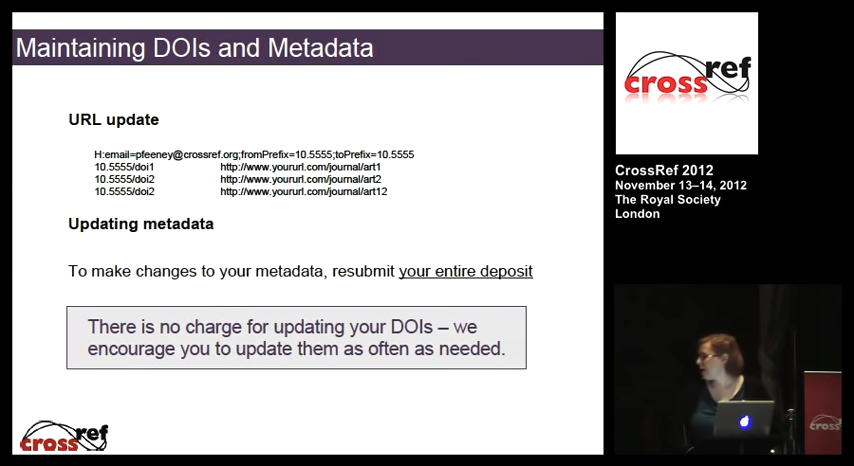 Maintaining DOIs and Metadata
URL update
H:email=pfeeney@crossref.org;fromPrefix=10.5555;toPrefix=10.5555
10.5555/doi1 http://www.yoururl.com/journal/art1
10.5555/doi2 http://www.yoururl.com/journal/art2
10.5555/doi2 http://www.yoururl.com/journal/art12
Updating metadata
To make changes to your metadata, resubmit your entire deposit
There is no charge for updating your DOIs – we
encourage you to update them as often as needed.
crossref
crossref
CrossRef 2012
November 13–14, 2012
The Royal Society
London
crossref